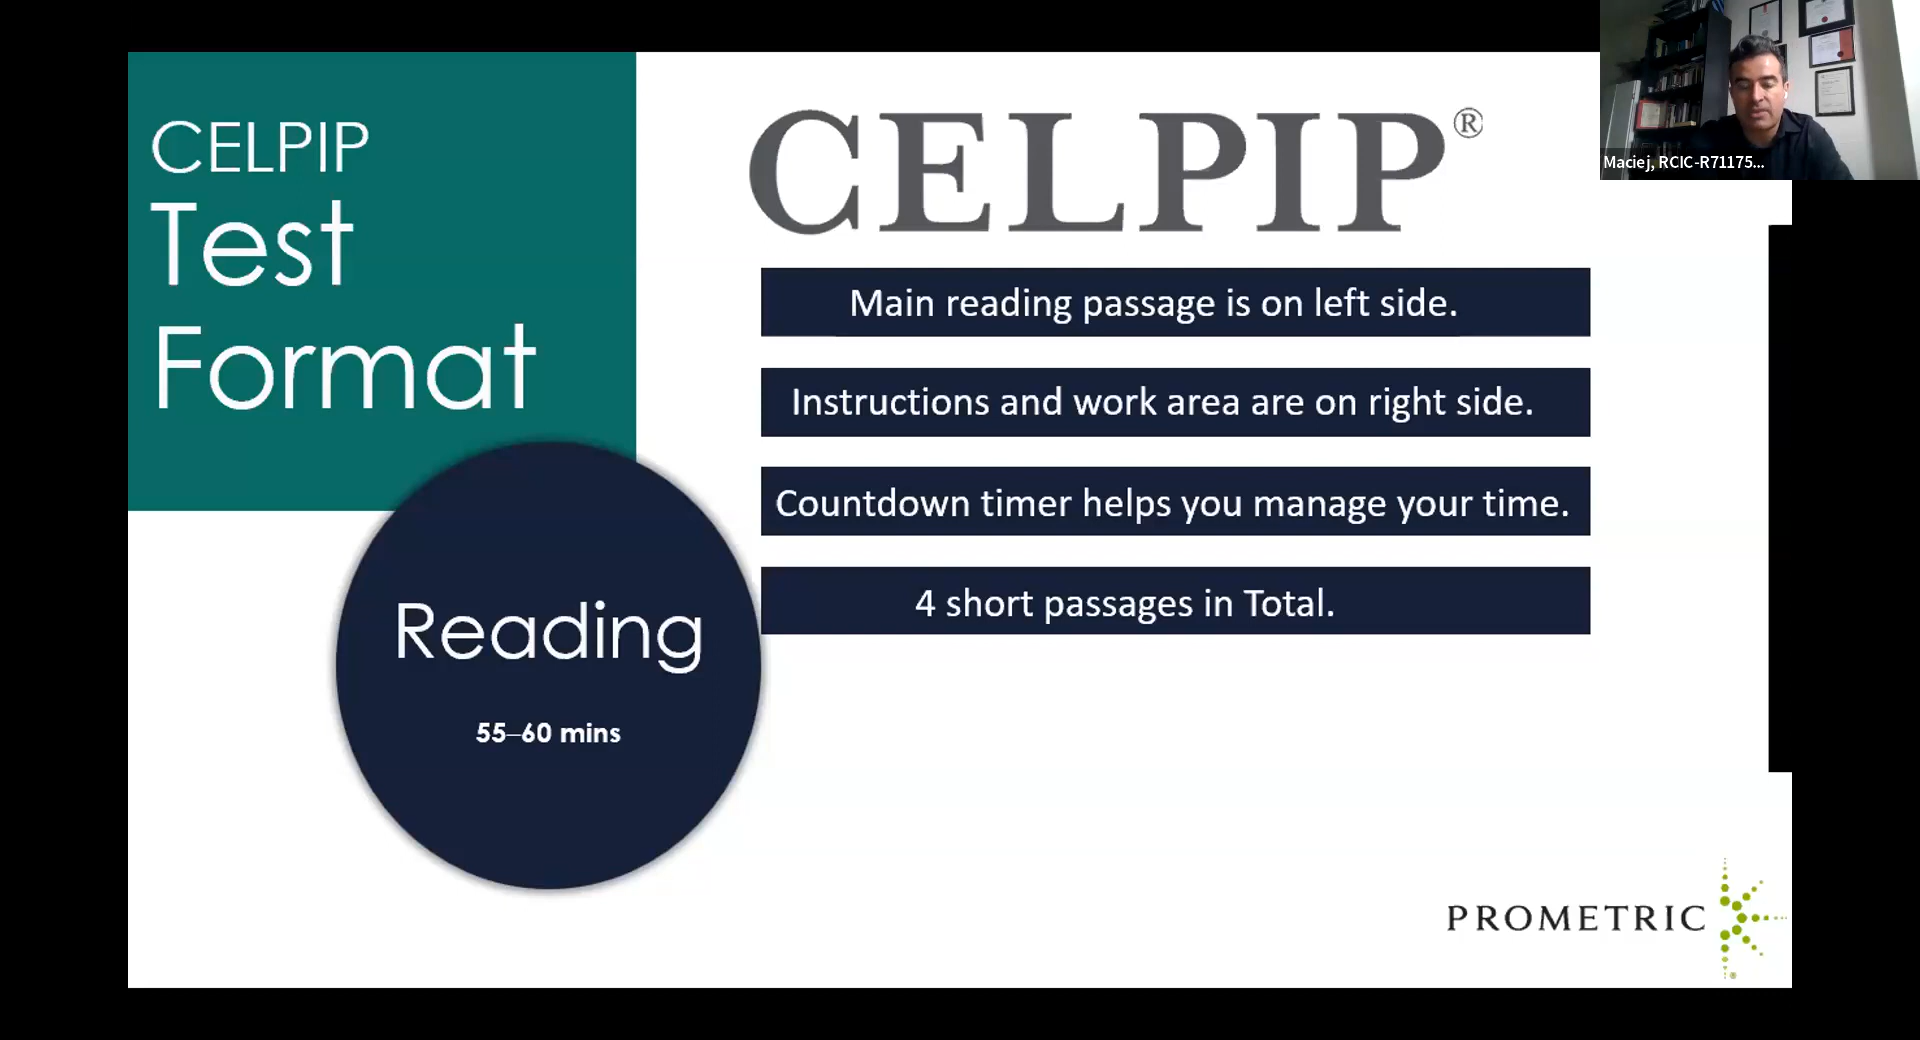 CELPIP
Test
Format
Reading
55–60 mins
CELPIP®
Main reading passage is on left side.
Instructions and work area are on right side.
Countdown timer helps you manage your time.
4 short passages in Total.
PROMETRIC
Maciej, RCIC-R71175...